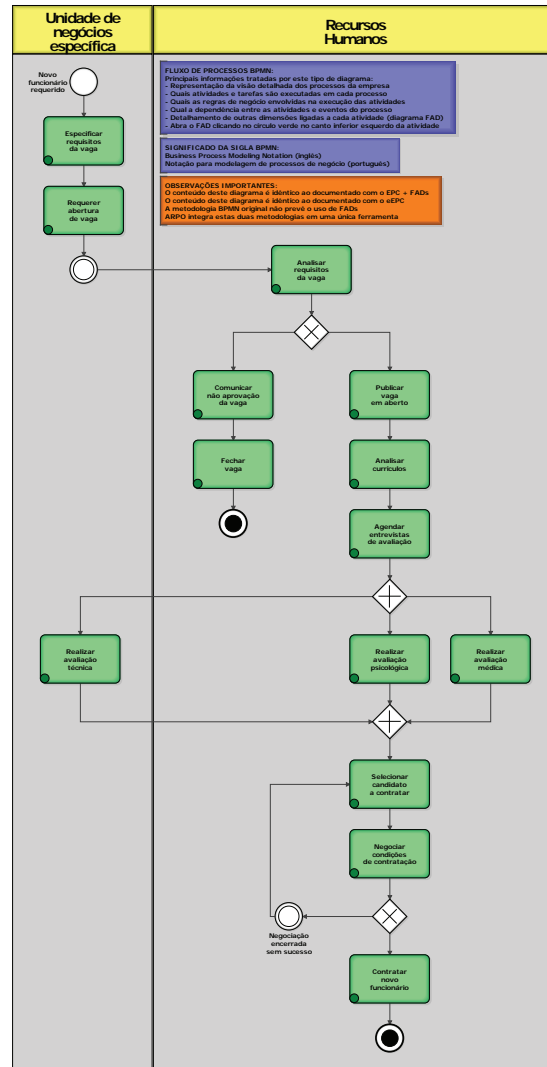 Unidade de
negócios
específica
Recursos
Humanos
Novo
funcionário
requerido
FLUXO DE PROCESSOS BPMN:
Principais informações tratadas por este tipo de diagrama:
- Representação da visão detalhada dos processos da empresa
- Quais atividades e tarefas são executadas em cada processo
- Quais as regras de negócio envolvidas na execução das atividades
- Qual a dependência entre as atividades e eventos do processo
- Detalhamento de outras dimensões ligadas a cada atividade (diagrama FAD)
- Abra o FAD clicando no círculo verde no canto inferior esquerdo da atividade
SIGNIFICADO DA SIGLA BPMN:
Business Process Modeling Notation (inglês)
Notação para modelagem de processos de negócio (português)
OBSERVAÇÕES IMPORTANTES:
O conteúdo deste diagrama é idêntico ao documentado com o EPC + FADs
O conteúdo deste diagrama é idêntico ao documentado com o eEPC
A metodologia BPMN original não prevê o uso de FADs
ARPO integra estas duas metodologias em uma única ferramenta
Especificar
requisitos
da vaga
Requerer
abertura
de vaga
Analisar
requisitos
da vaga
Comunicar
não aprovação
da vaga
Publicar
vaga
em aberto
Fechar
vaga
Analisar
currículos
Agendar
entrevistas
de avaliação
Realizar
avaliação
técnica
Realizar
avaliação
psicológica
Realizar
avaliação
médica
Selecionar
candidato
a contratar
Negociar
condições
de contratação
Negociação
encerrada
sem sucesso
Contratar
novo
funcionário